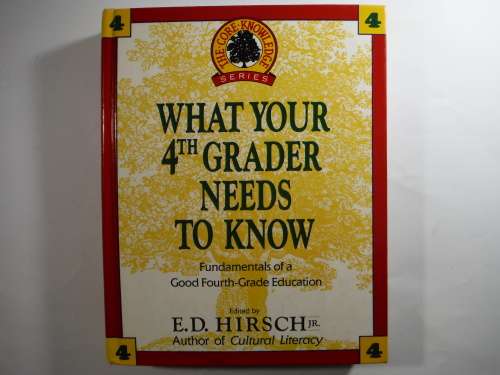 4 4
THE·CORE·KNOWLEDGE
SERIES
WHAT YOUR
4TH GRADER
NEEDS
TO KNOW
Fundamentals of a
Good Fourth-Grade Education
Edited by
E.D. HIRSCH JR.
Author of Cultural Literacy
4 4